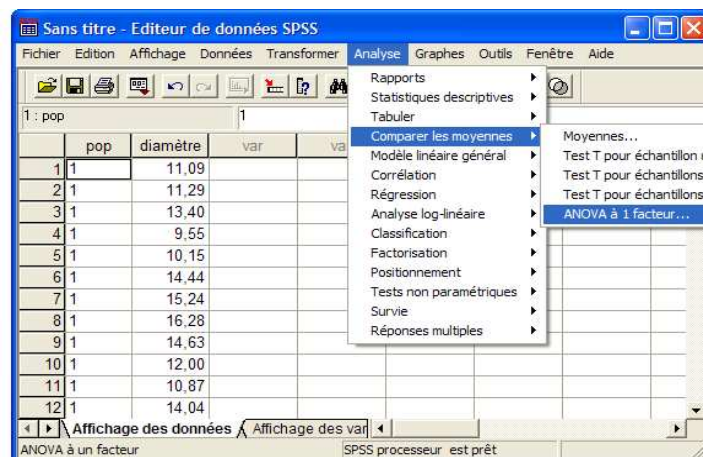 Sans titre - Editeur de données SPSS
Fichier Edition Affichage Données Transformer Analyse Graphes Outils Fenêtre Aide
1 : pop 1
pop diamètre var va
1 1 11,09
2 1 11,29
3 1 13,40
4 1 9,55
5 1 10,15
6 1 14,44
7 1 15,24
8 1 16,28
9 1 14,63
10 1 12,00
11 1 10,87
12 1 14,04
Rapports
Statistiques descriptives
Tabuler
Comparer les moyennes
Modèle linéaire général
Corrélation
Régression
Analyse log-linéaire
Classification
Factorisation
Positionnement
Tests non paramétriques
Survie
Réponses multiples
Moyennes...
Test T pour échantillon
Test T pour échantillons
Test T pour échantillons
ANOVA à 1 facteur...
Affichage des données Affichage des var
ANOVA à un facteur SPSS processeur est prêt